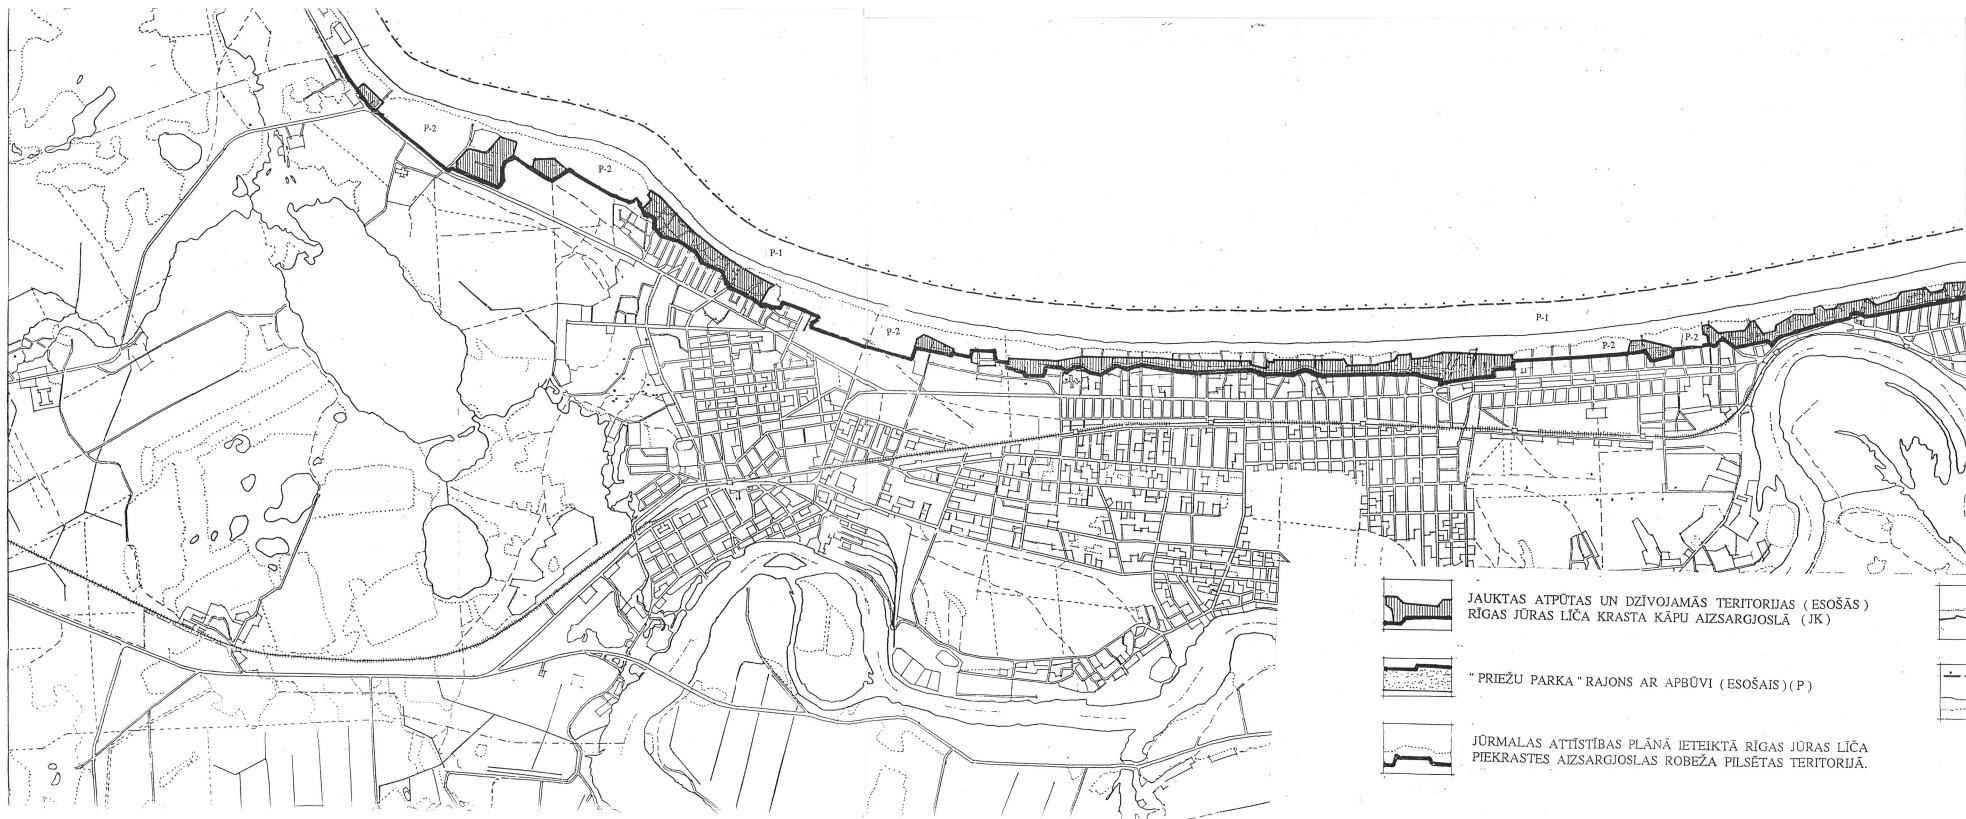 P-2
P-2
P-1
P-2
P-1
P-2
P-2
JAUKTAS ATPŪTAS UN DZĪVOJAMĀS TERITORIJAS (ESOŠĀS)
RĪGAS JŪRAS LĪČA KRASTA KĀPU AIZSARGJOSLĀ (JK)
"PRIEŽU PARKA" RAJONS AR APBŪVI (ESOŠAIS)(P)
JŪRMALAS ATTĪSTĪBAS PLĀNĀ IETEIKTĀ RĪGAS JŪRAS LĪČA
PIEKRASTES AIZSARGJOSLAS ROBEŽA PILSĒTAS TERITORIJĀ.